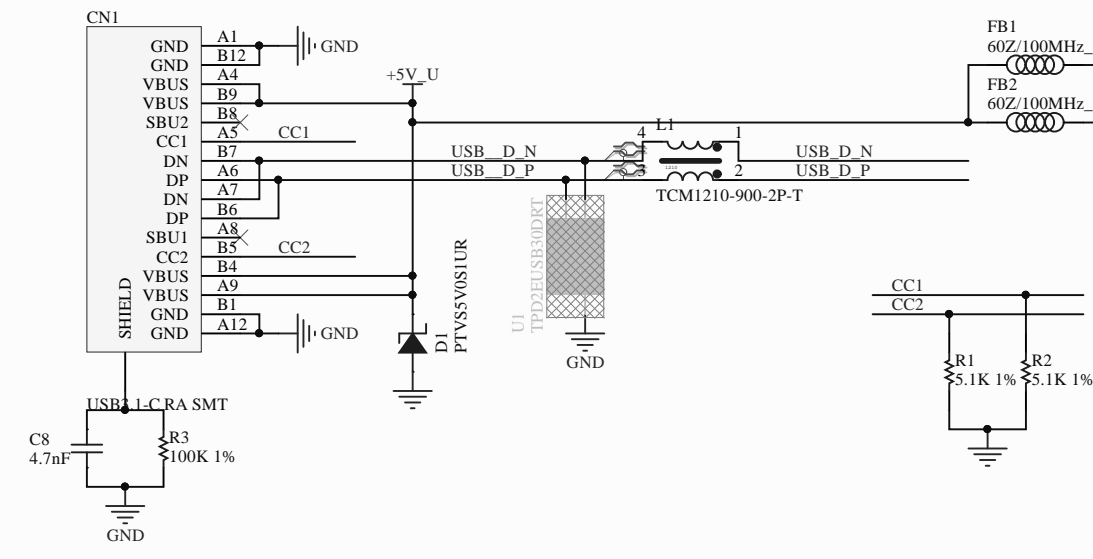 CN1
GND A1
GND B12
VBUS A4
VBUS B9
SBU2 B8
CC1 A5 CC1
DN B7
DP A6
DN A7
DP B6
SBU1 A8
CC2 B5 CC2
VBUS B4
VBUS A9
GND B1
GND A12
SHIELD
USB3.1-C RA SMT
GND
GND
C8
4.7nF
R3
100K 1%
GND
+5V_U
D1
PTVS5V0S1UR
USB__D_N
USB__D_P
U1
TPD2EUSB30DRT
GND
L1
4 1
3 2
1210
TCM1210-900-2P-T
USB_D_N
USB_D_P
FB1
60Z/100MHz_
FB2
60Z/100MHz_
CC1
CC2
R1
5.1K 1%
R2
5.1K 1%